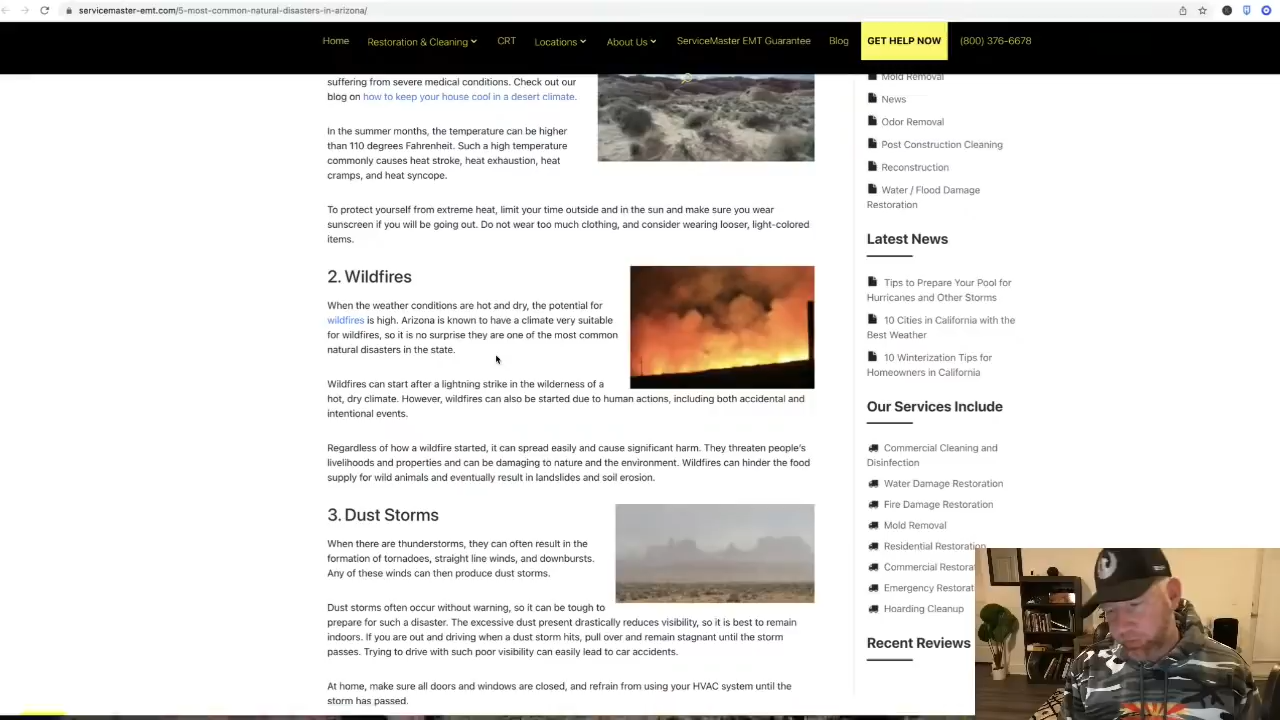 servicemaster-emt.com/5-most-common-natural-disasters-in-arizona/
Home
Restoration & Cleaning
CRT
Locations
About Us
ServiceMaster EMT Guarantee
Blog
GET HELP NOW
(800) 376-6678
suffering from severe medical conditions. Check out our
blog on how to keep your house cool in a desert climate.
In the summer months, the temperature can be higher
than 110 degrees Fahrenheit. Such a high temperature
commonly causes heat stroke, heat exhaustion, heat
cramps, and heat syncope.
To protect yourself from extreme heat, limit your time outside and in the sun and make sure you wear
sunscreen if you will be going out. Do not wear too much clothing, and consider wearing looser, light-colored
items.
2. Wildfires
When the weather conditions are hot and dry, the potential for
wildfires is high. Arizona is known to have a climate very suitable
for wildfires, so it is no surprise they are one of the most common
natural disasters in the state.
Wildfires can start after a lightning strike in the wilderness of a
hot, dry climate. However, wildfires can also be started due to human actions, including both accidental and
intentional events.
Regardless of how a wildfire started, it can spread easily and cause significant harm. They threaten people's
livelihoods and properties and can be damaging to nature and the environment. Wildfires can hinder the food
supply for wild animals and eventually result in landslides and soil erosion.
3. Dust Storms
When there are thunderstorms, they can often result in the
formation of tornadoes, straight line winds, and downbursts.
Any of these winds can then produce dust storms.
Dust storms often occur without warning, so it can be tough to
prepare for such a disaster. The excessive dust present drastically reduces visibility, so it is best to remain
indoors. If you are out and driving when a dust storm hits, pull over and remain stagnant until the storm
passes. Trying to drive with such poor visibility can easily lead to car accidents.
At home, make sure all doors and windows are closed, and refrain from using your HVAC system until the
storm has passed.
Mold Removal
News
Odor Removal
Post Construction Cleaning
Reconstruction
Water / Flood Damage
Restoration
Latest News
Tips to Prepare Your Pool for
Hurricanes and Other Storms
10 Cities in California with the
Best Weather
10 Winterization Tips for
Homeowners in California
Our Services Include
Commercial Cleaning and
Disinfection
Water Damage Restoration
Fire Damage Restoration
Mold Removal
Residential Restoration
Commercial Restorat
Emergency Restorat
Hoarding Cleanup
Recent Reviews